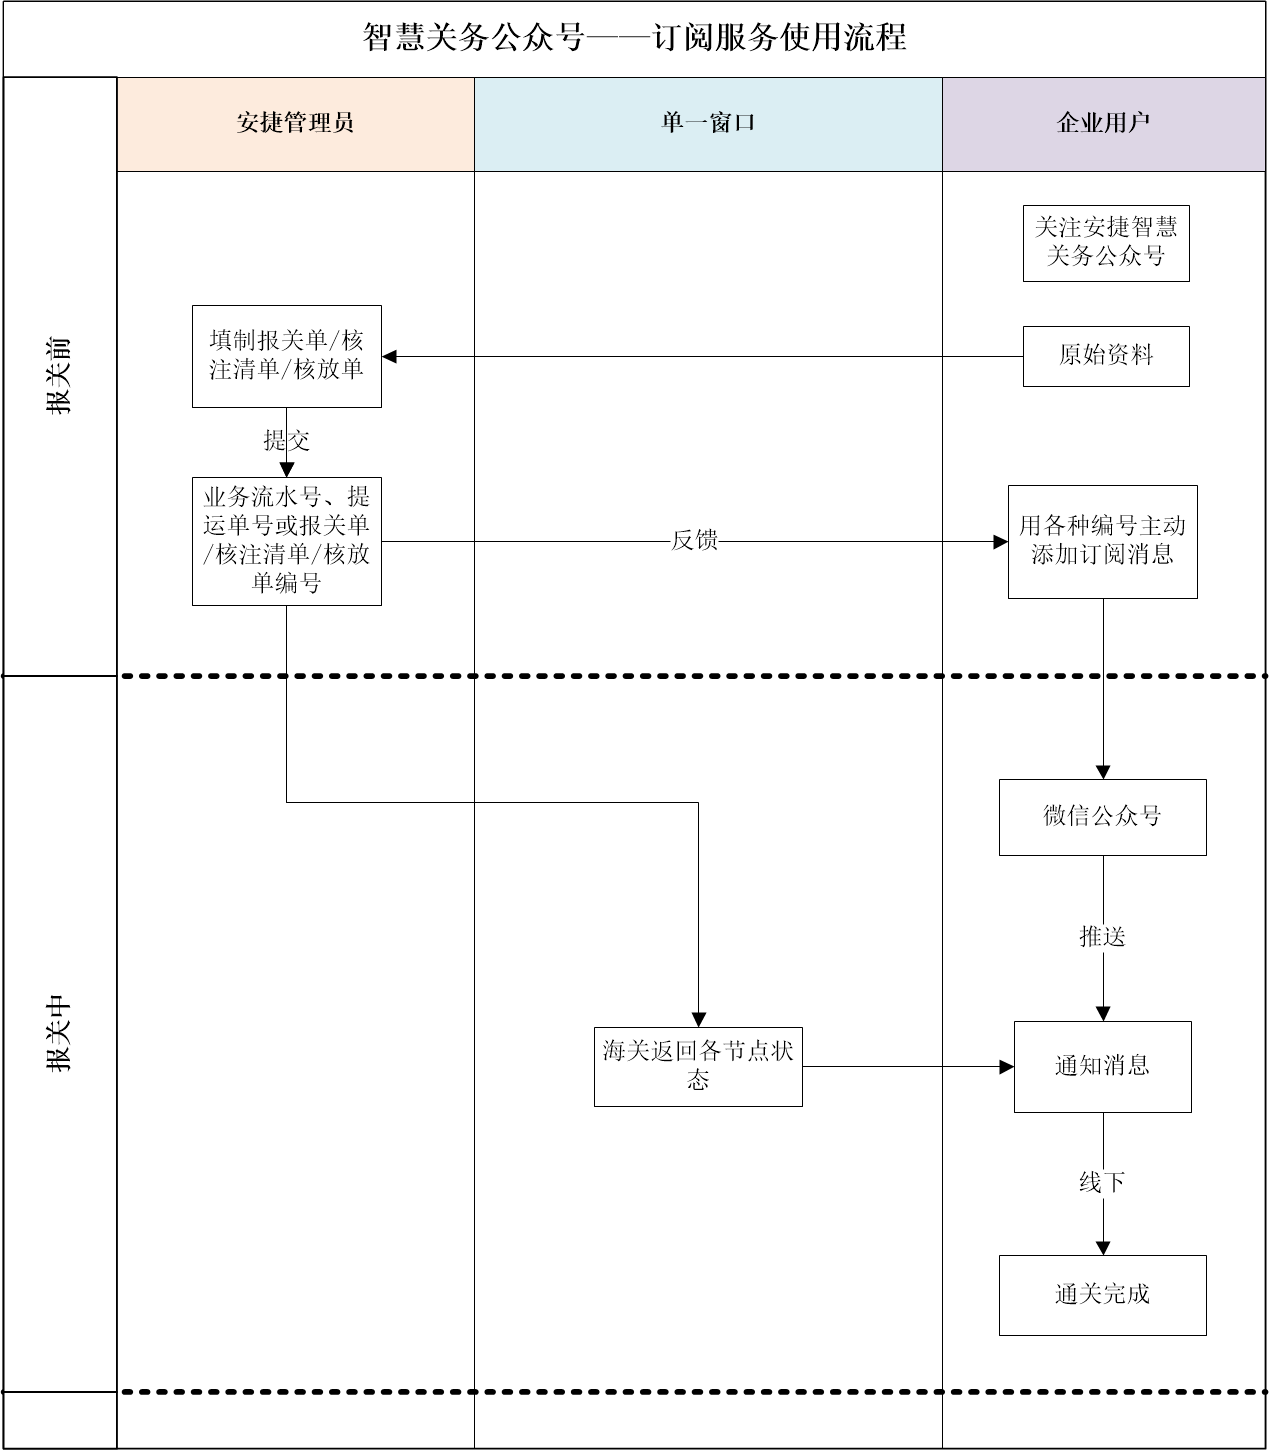 智慧关务公众号——订阅服务使用流程
安捷管理员
单一窗口
企业用户
报关前
关注安捷智慧
关务公众号
填制报关单/核
注清单/核放单
原始资料
提交
业务流水号、提
运单号或报关单
/核注清单/核放
单编号
反馈
用各种编号主动
添加订阅消息
报关中
微信公众号
推送
海关返回各节点状
态
通知消息
线下
通关完成